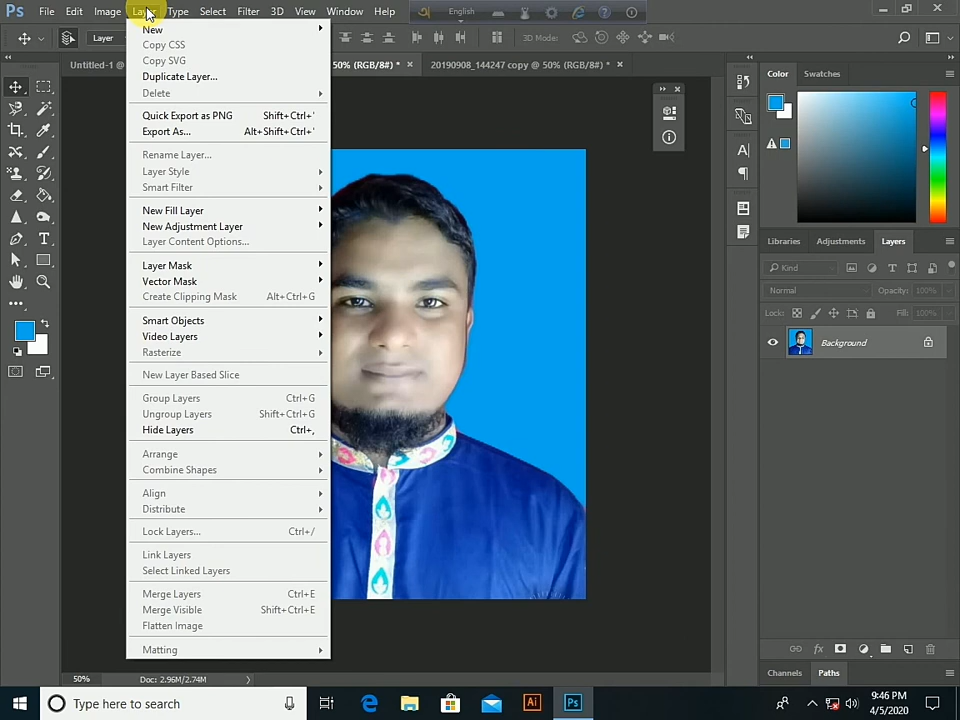 Ps File Edit Image Layer Type Select Filter 3D View Window Help
English
Layer
3D Mode:
Untitled-1 @
50% (RGB/8#) * ×
20190908_144247 copy @ 50% (RGB/8#) * ×
New
Copy CSS
Copy SVG
Duplicate Layer...
Delete
Quick Export as PNG Shift+Ctrl+'
Export As... Alt+Shift+Ctrl+'
Rename Layer...
Layer Style
Smart Filter
New Fill Layer
New Adjustment Layer
Layer Content Options...
Layer Mask
Vector Mask
Create Clipping Mask Alt+Ctrl+G
Smart Objects
Video Layers
Rasterize
New Layer Based Slice
Group Layers Ctrl+G
Ungroup Layers Shift+Ctrl+G
Hide Layers Ctrl+,
Arrange
Combine Shapes
Align
Distribute
Lock Layers... Ctrl+/
Link Layers
Select Linked Layers
Merge Layers Ctrl+E
Merge Visible Shift+Ctrl+E
Flatten Image
Matting
Color Swatches
Libraries Adjustments Layers
Kind
Normal Opacity: 100%
Lock: Fill: 100%
Background
fx
Channels Paths
50% Doc: 2.96M/2.74M
Type here to search
Ai
Ps
9:46 PM
4/5/2020